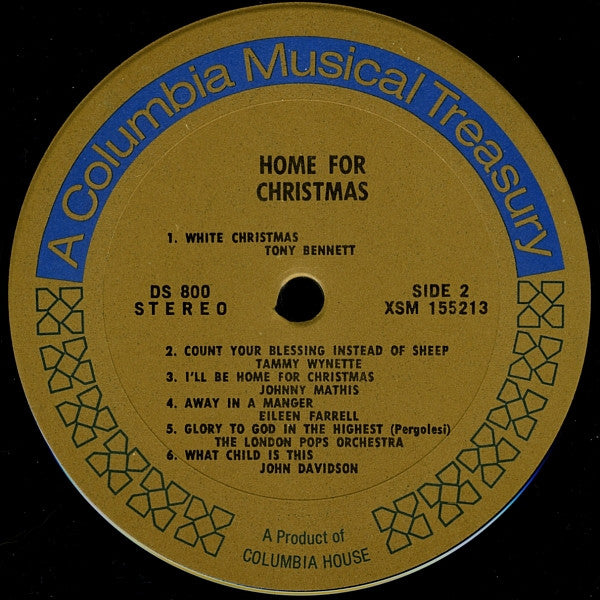 A Columbia Musical Treasury
HOME FOR
CHRISTMAS
1. WHITE CHRISTMAS
TONY BENNETT
DS 800
STEREO
SIDE 2
XSM 155213
2. COUNT YOUR BLESSING INSTEAD OF SHEEP
TAMMY WYNETTE
3. I'LL BE HOME FOR CHRISTMAS
JOHNNY MATHIS
4. AWAY IN A MANGER
EILEEN FARRELL
5. GLORY TO GOD IN THE HIGHEST (Pergolesi)
THE LONDON POPS ORCHESTRA
6. WHAT CHILD IS THIS
JOHN DAVIDSON
A Product of
COLUMBIA HOUSE